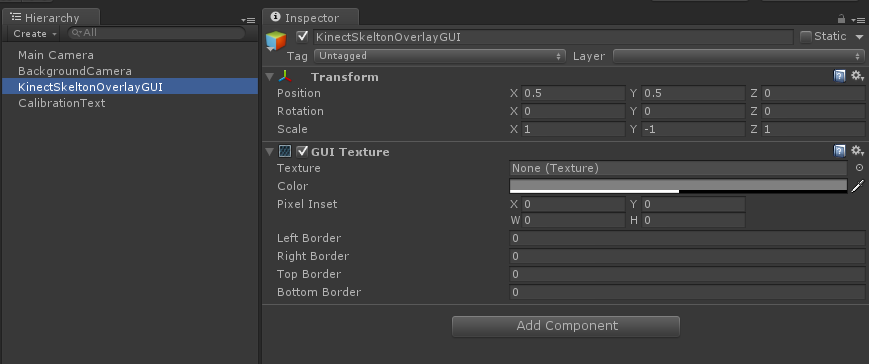 Hierarchy
Create
All
Main Camera
BackgroundCamera
KinectSkeltonOverlayGUI
CalibrationText
Inspector
KinectSkeltonOverlayGUI
Static
Tag Untagged Layer
Transform
Position X 0.5 Y 0.5 Z 0
Rotation X 0 Y 0 Z 0
Scale X 1 Y -1 Z 1
GUI Texture
Texture None (Texture)
Color
Pixel Inset X 0 Y 0
W 0 H 0
Left Border 0
Right Border 0
Top Border 0
Bottom Border 0
Add Component